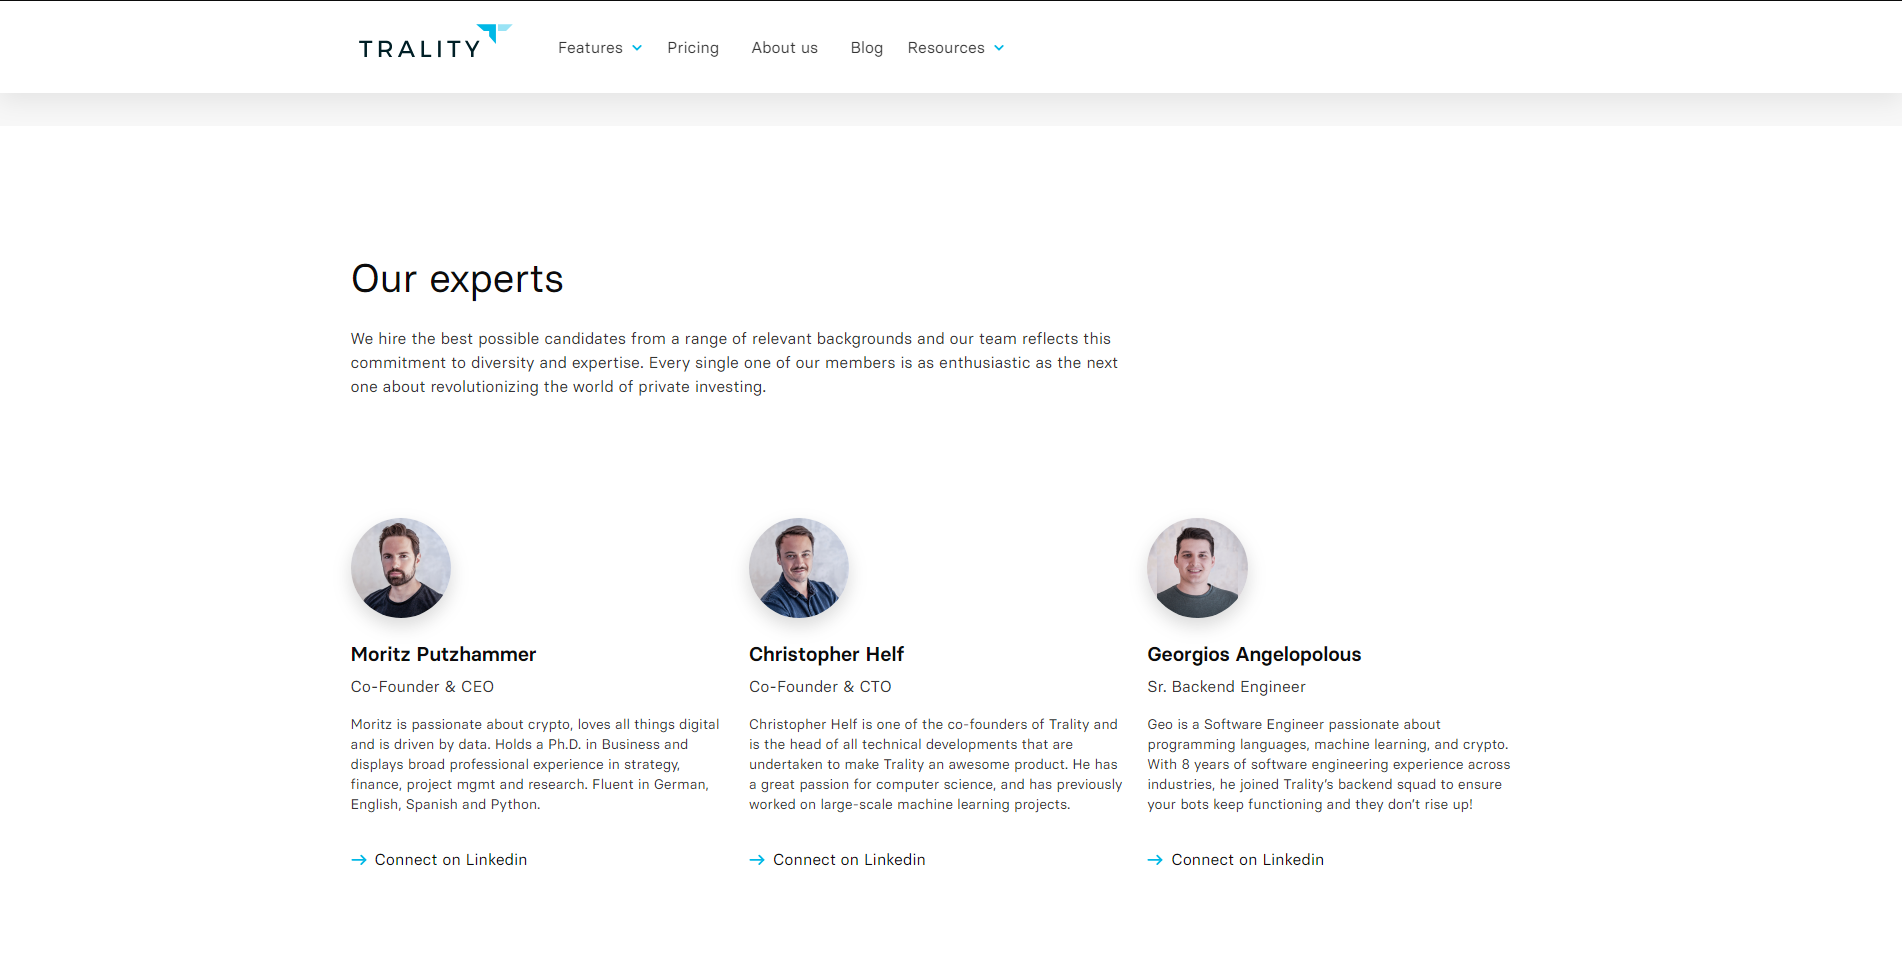 TRALITY
Features
Pricing
About us
Blog
Resources
Our experts
We hire the best possible candidates from a range of relevant backgrounds and our team reflects this
commitment to diversity and expertise. Every single one of our members is as enthusiastic as the next
one about revolutionizing the world of private investing.
Moritz Putzhammer
Co-Founder & CEO
Moritz is passionate about crypto, loves all things digital
and is driven by data. Holds a Ph.D. in Business and
displays broad professional experience in strategy,
finance, project mgmt and research. Fluent in German,
English, Spanish and Python.
Connect on Linkedin
Christopher Helf
Co-Founder & CTO
Christopher Helf is one of the co-founders of Trality and
is the head of all technical developments that are
undertaken to make Trality an awesome product. He has
a great passion for computer science, and has previously
worked on large-scale machine learning projects.
Connect on Linkedin
Georgios Angelopolous
Sr. Backend Engineer
Geo is a Software Engineer passionate about
programming languages, machine learning, and crypto.
With 8 years of software engineering experience across
industries, he joined Trality’s backend squad to ensure
your bots keep functioning and they don’t rise up!
Connect on Linkedin